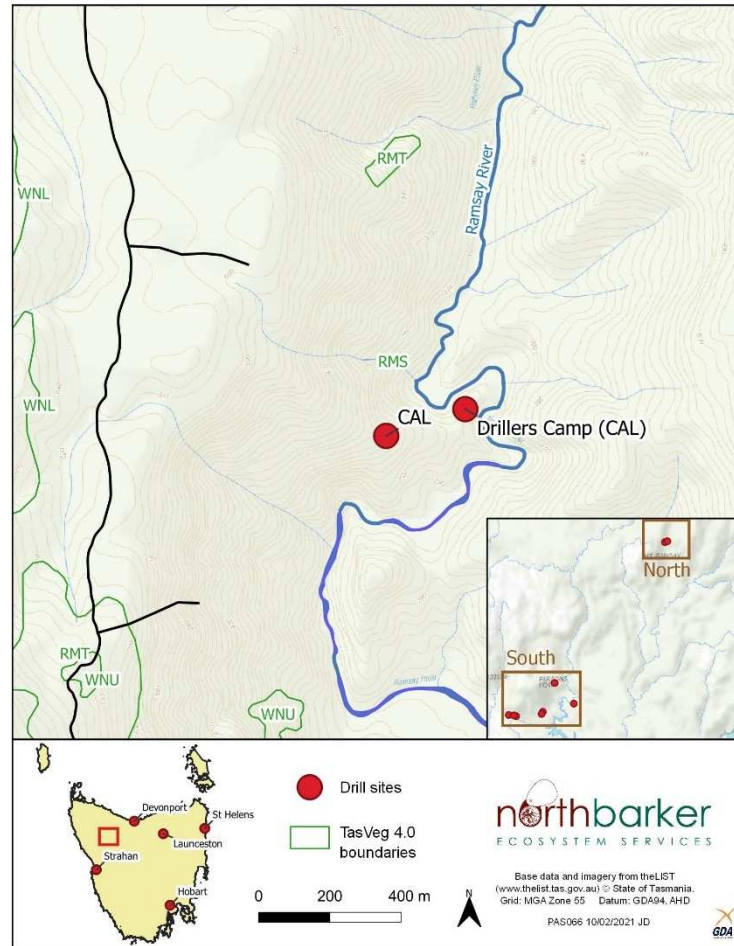 RMT
WNL
Ramsay River
RMS
WNL
CAL
Drillers Camp (CAL)
North
South
RMT
WNU
WNU
Devonport
St Helens
Launceston
Strahan
Hobart
Drill sites
TasVeg 4.0
boundaries
0 200 400 m
N
northbarker
ECOSYSTEM SERVICES
Base data and imagery from theLIST
(www.thelist.tas.gov.au) © State of Tasmania.
Grid: MGA Zone 55 Datum: GDA94, AHD
PAS066 10/02/2021 JD
GDA